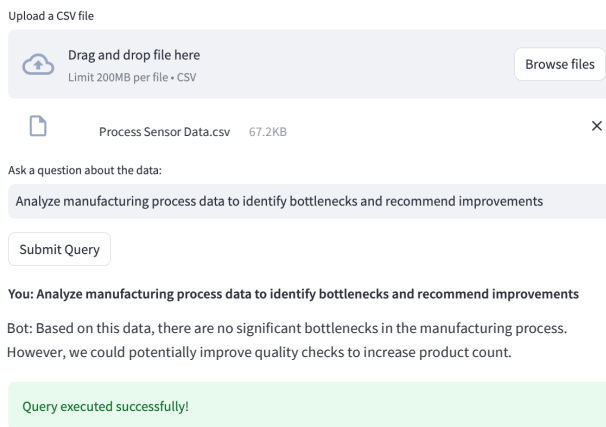 Upload a CSV file
Drag and drop file here
Limit 200MB per file • CSV
Browse files
Process Sensor Data.csv 67.2KB
Ask a question about the data:
Analyze manufacturing process data to identify bottlenecks and recommend improvements
Submit Query
You: Analyze manufacturing process data to identify bottlenecks and recommend improvements
Bot: Based on this data, there are no significant bottlenecks in the manufacturing process.
However, we could potentially improve quality checks to increase product count.
Query executed successfully!